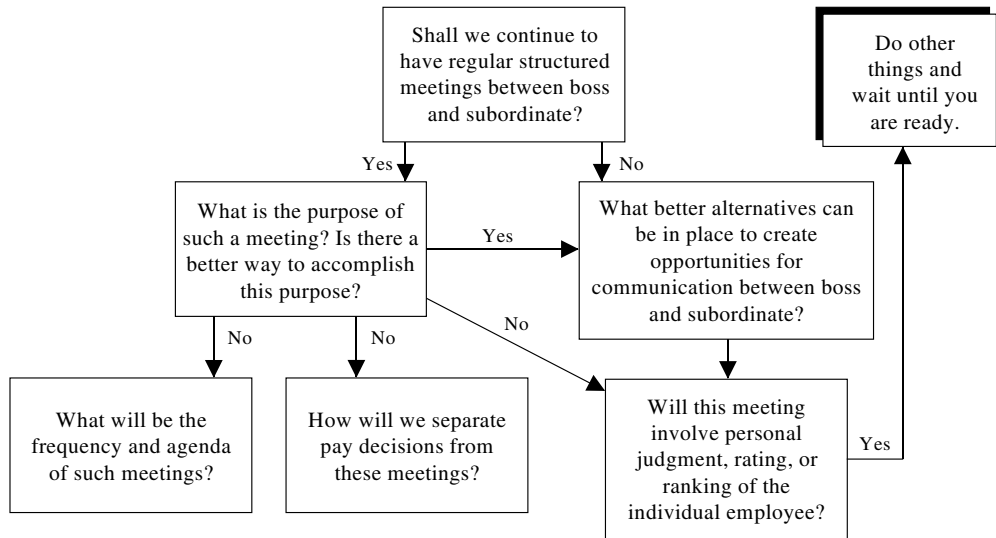 Shall we continue to
have regular structured
meetings between boss
and subordinate?
Do other
things and
wait until you
are ready.
Yes
No
What is the purpose of
such a meeting? Is there a
better way to accomplish
this purpose?
Yes
What better alternatives can
be in place to create
opportunities for
communication between boss
and subordinate?
No
No
No
What will be the
frequency and agenda
of such meetings?
How will we separate
pay decisions from
these meetings?
Will this meeting
involve personal
judgment, rating, or
ranking of the
individual employee?
Yes